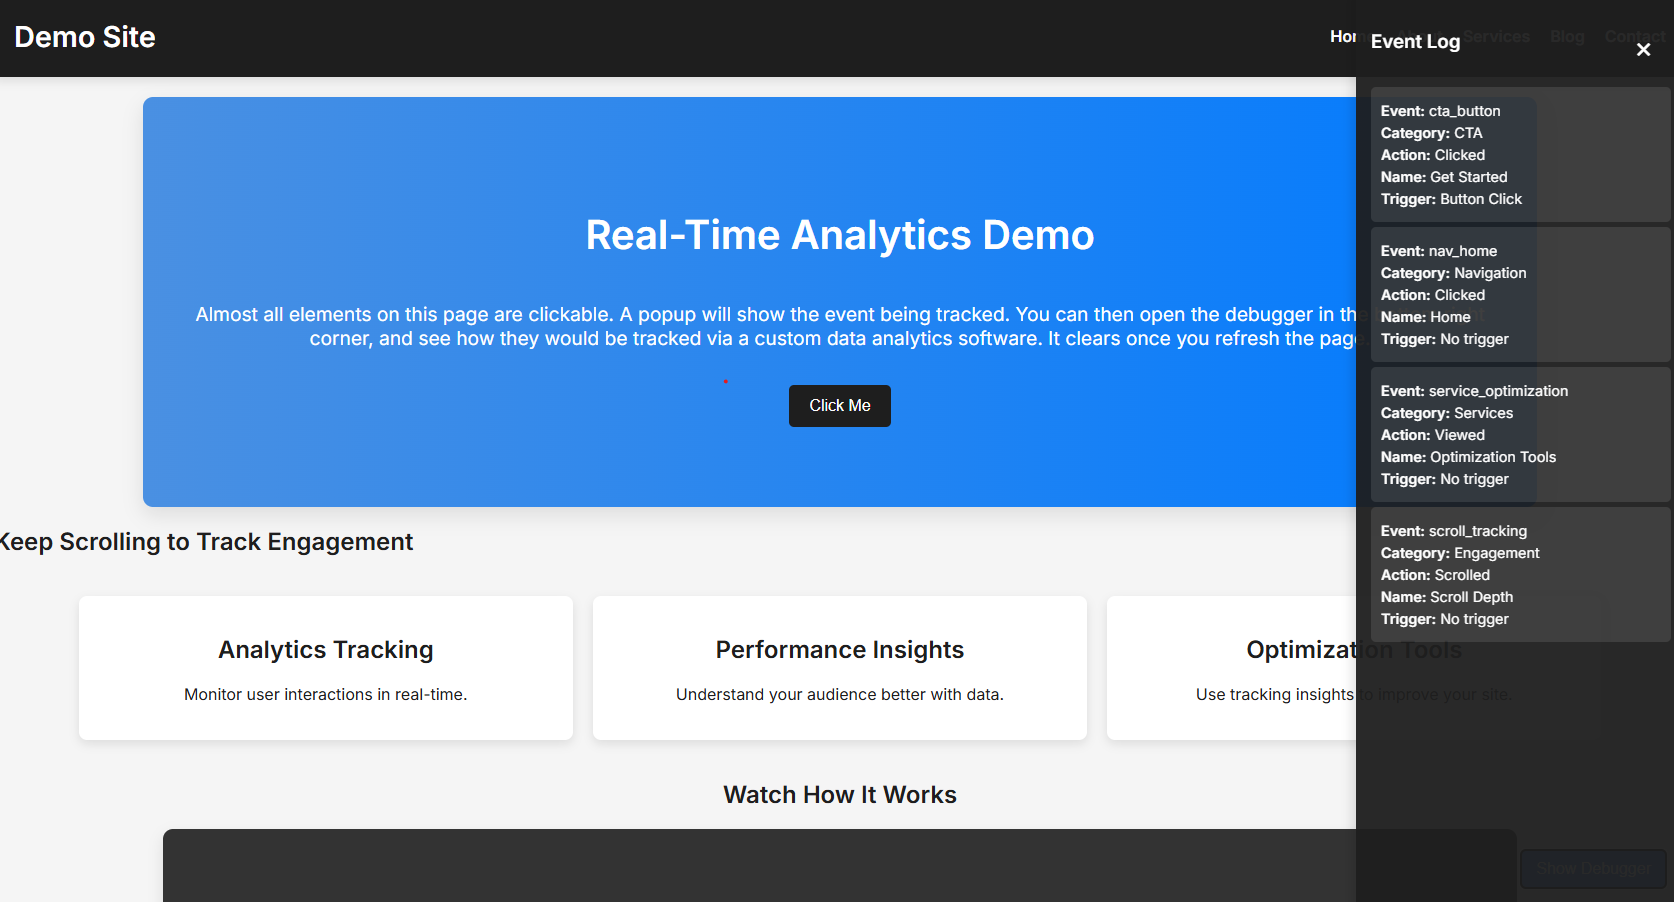 Demo Site
Home Services Blog Contact
Event Log
×
Real-Time Analytics Demo
Almost all elements on this page are clickable. A popup will show the event being tracked. You can then open the debugger in the
corner, and see how they would be tracked via a custom data analytics software. It clears once you refresh the page.
Click Me
Event: cta_button
Category: CTA
Action: Clicked
Name: Get Started
Trigger: Button Click
Event: nav_home
Category: Navigation
Action: Clicked
Name: Home
Trigger: No trigger
Event: service_optimization
Category: Services
Action: Viewed
Name: Optimization Tools
Trigger: No trigger
Event: scroll_tracking
Category: Engagement
Action: Scrolled
Name: Scroll Depth
Trigger: No trigger
Keep Scrolling to Track Engagement
Analytics Tracking
Monitor user interactions in real-time.
Performance Insights
Understand your audience better with data.
Optimization Tools
Use tracking insights to improve your site.
Watch How It Works
Show Debugger